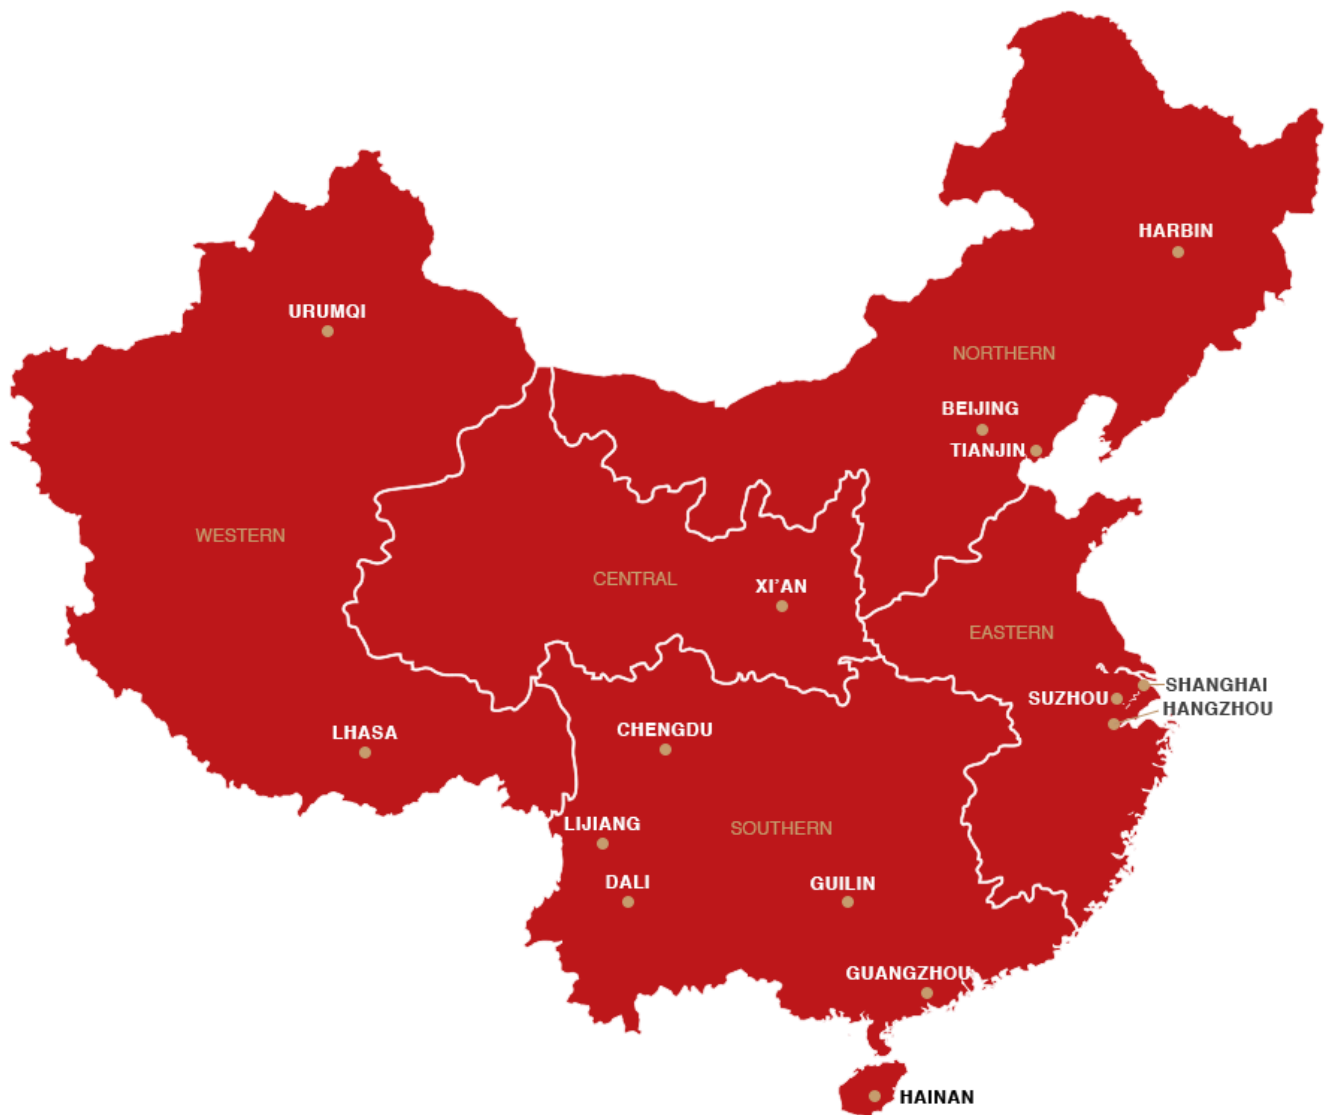 HARBIN
URUMQI
NORTHERN
BEIJING
TIANJIN
WESTERN
CENTRAL
XI'AN
EASTERN
SHANGHAI
SUZHOU
HANGZHOU
LHASA
CHENGDU
LIJIANG
SOUTHERN
DALI
GUILIN
GUANGZHOU
HAINAN